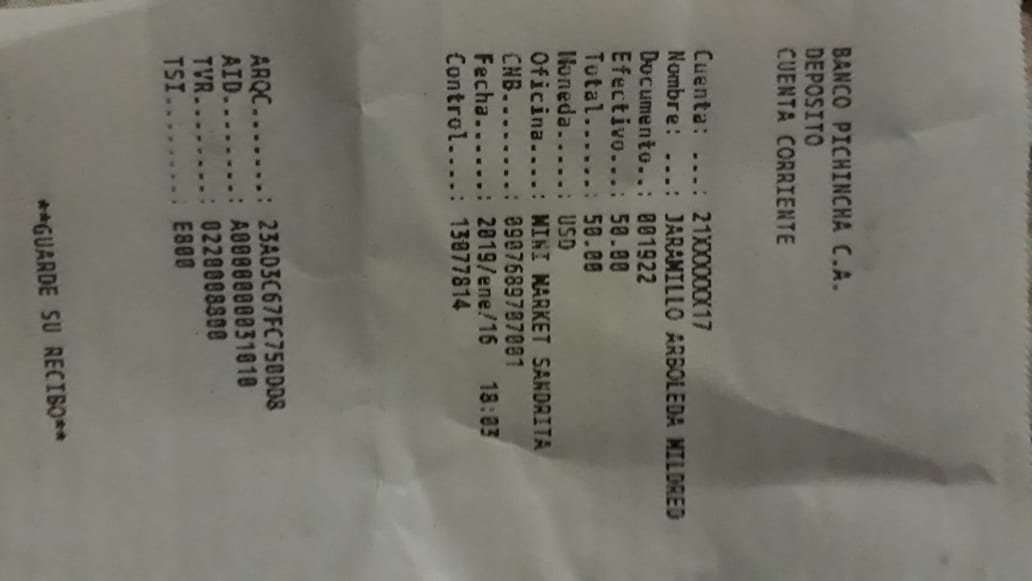 BANCO PICHINCHA C.A.
DEPOSITO
CUENTA CORRIENTE
Cuenta: ...: 21XXXXXX17
Nombre: ...: JARAMILLO ARBOLEDA MILDRED
Documento..: 001922
Efectivo...: 50.00
Total......: 50.00
Moneda.....: USD
Oficina....: MINI MARKET SANDRITA
CNB........: 0907689707001
Fecha......: 2019/ene/16 18:03
Control....: 13077814
ARQC.......: 23AD3C67FC750DD8
AID........: A0000000031010
TVR........: 0220008800
TSI........: E800
**GUARDE SU RECIBO**